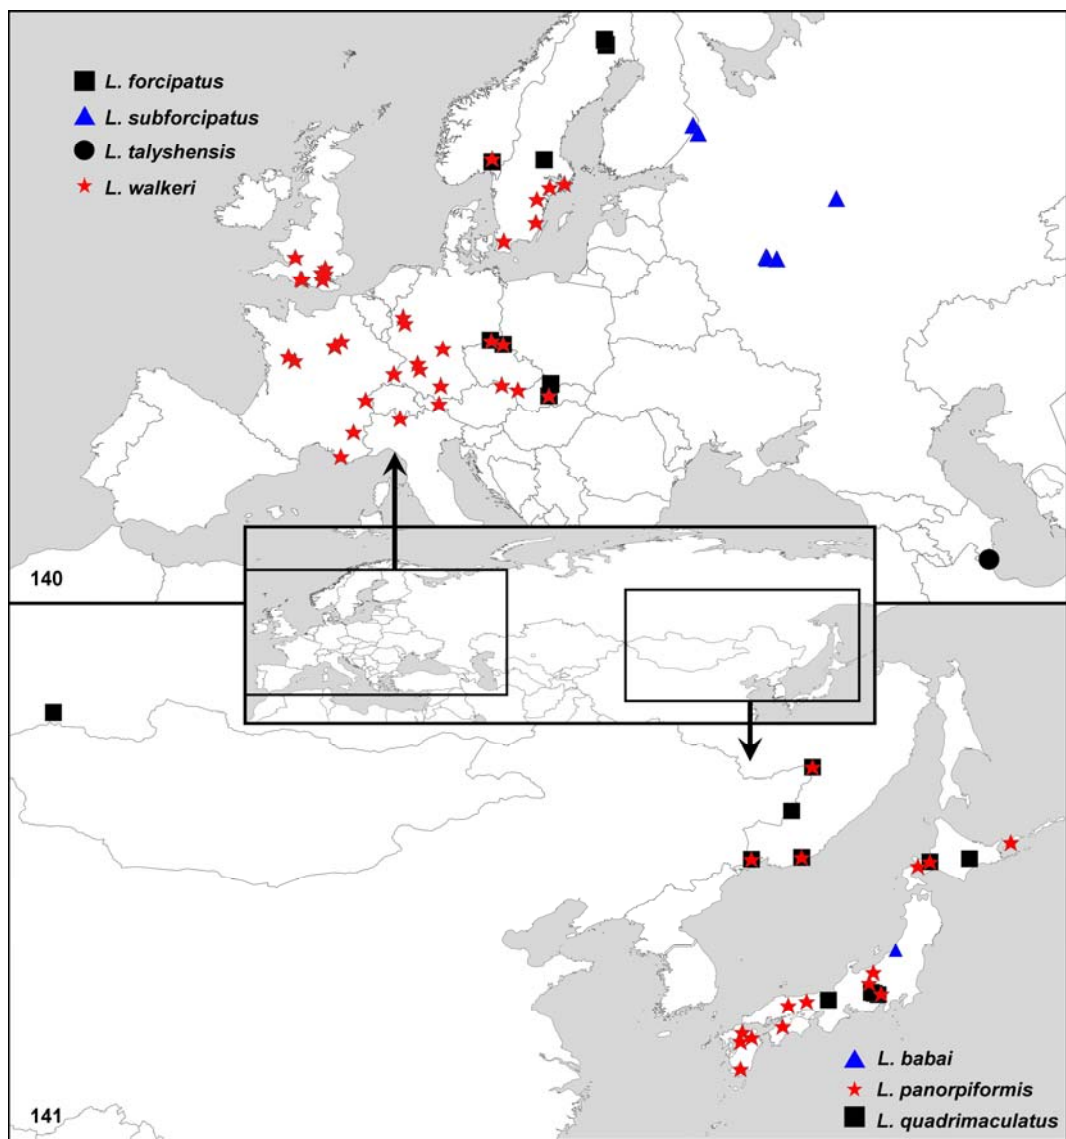 L. forcipatus
L. subforcipatus
L. talyshensis
L. walkeri
140
141
L. babai
L. panorpiformis
L. quadrimaculatus